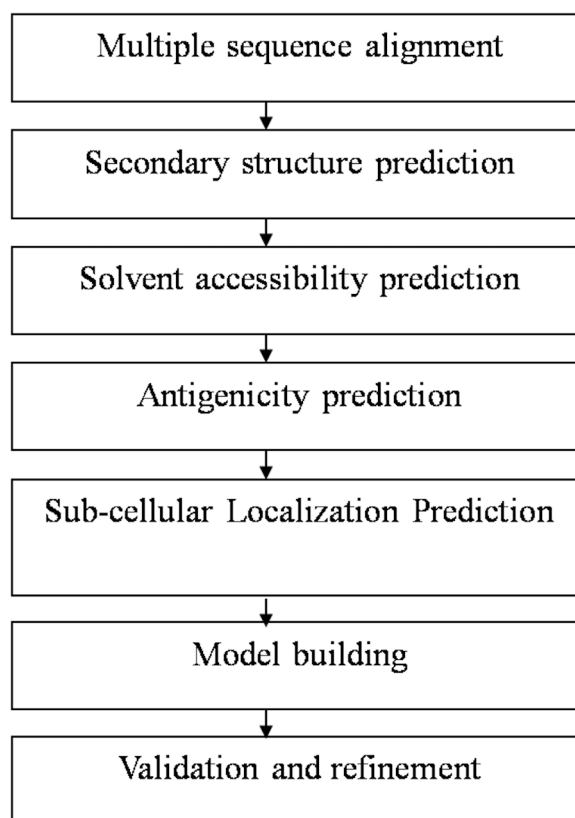 Multiple sequence alignment
Secondary structure prediction
Solvent accessibility prediction
Antigenicity prediction
Sub-cellular Localization Prediction
Model building
Validation and refinement